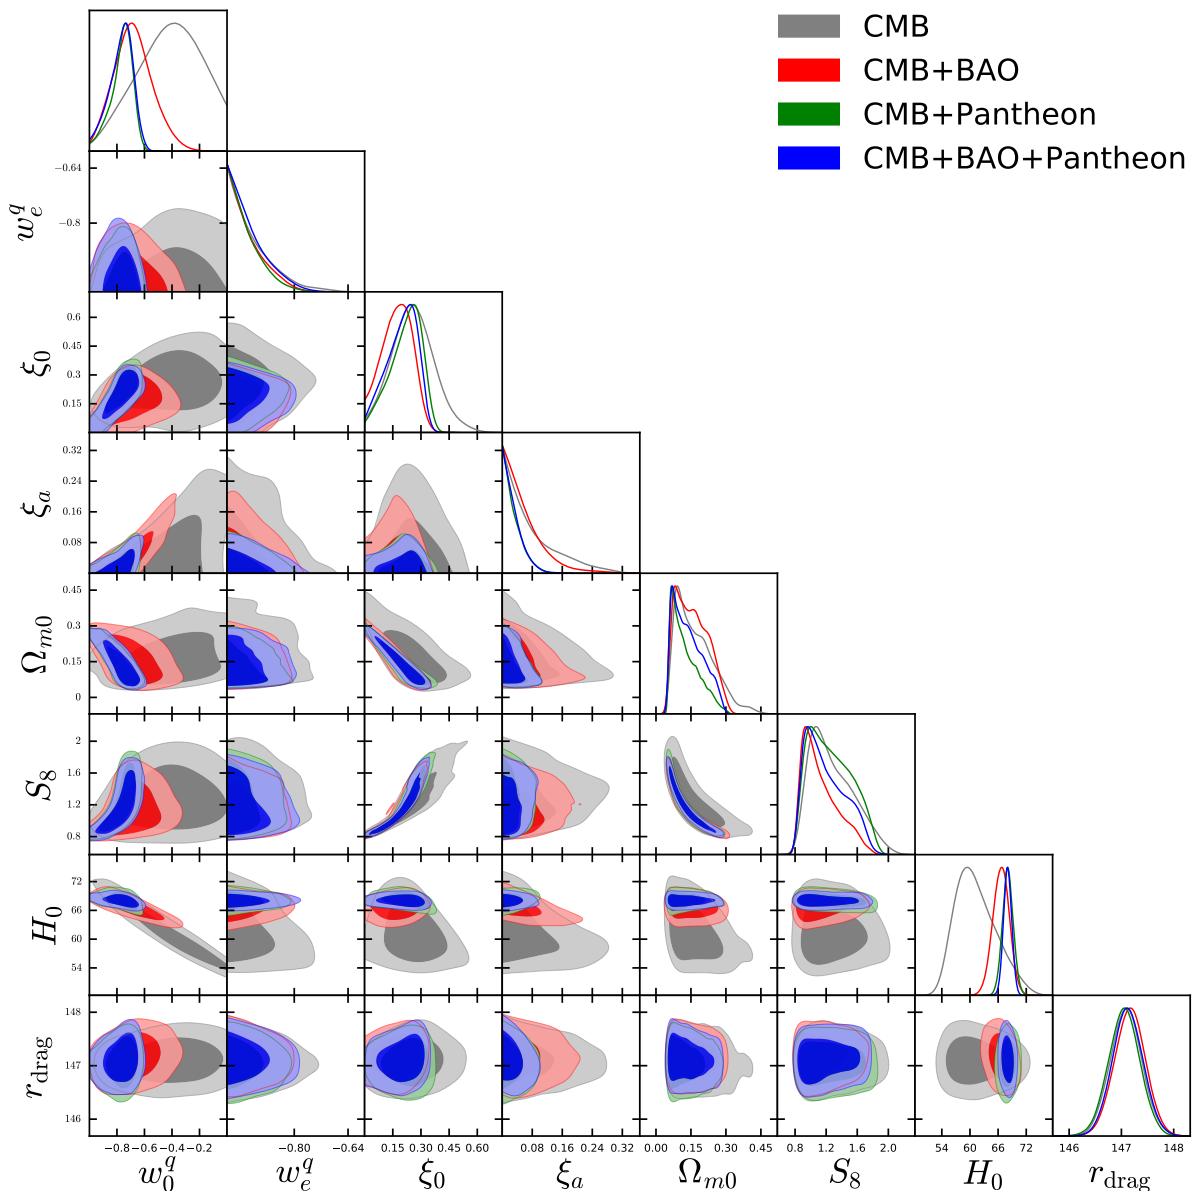 CMB
CMB+BAO
CMB+Pantheon
CMB+BAO+Pantheon
−0.64
−0.8
w_e^q
0.6
0.45
0.3
0.15
ξ_0
0.32
0.24
0.16
0.08
ξ_a
0.45
0.3
0.15
0
Ω_{m0}
2
1.6
1.2
0.8
S_8
72
66
60
54
H_0
148
147
146
r_drag
−0.8 −0.6 −0.4 −0.2 −0.80 −0.64 0.15 0.30 0.45 0.60 0.08 0.16 0.24 0.32 0.00 0.15 0.30 0.45 0.8 1.2 1.6 2.0 54 60 66 72 146 147 148
w_0^q w_e^q ξ_0 ξ_a Ω_{m0} S_8 H_0 r_drag